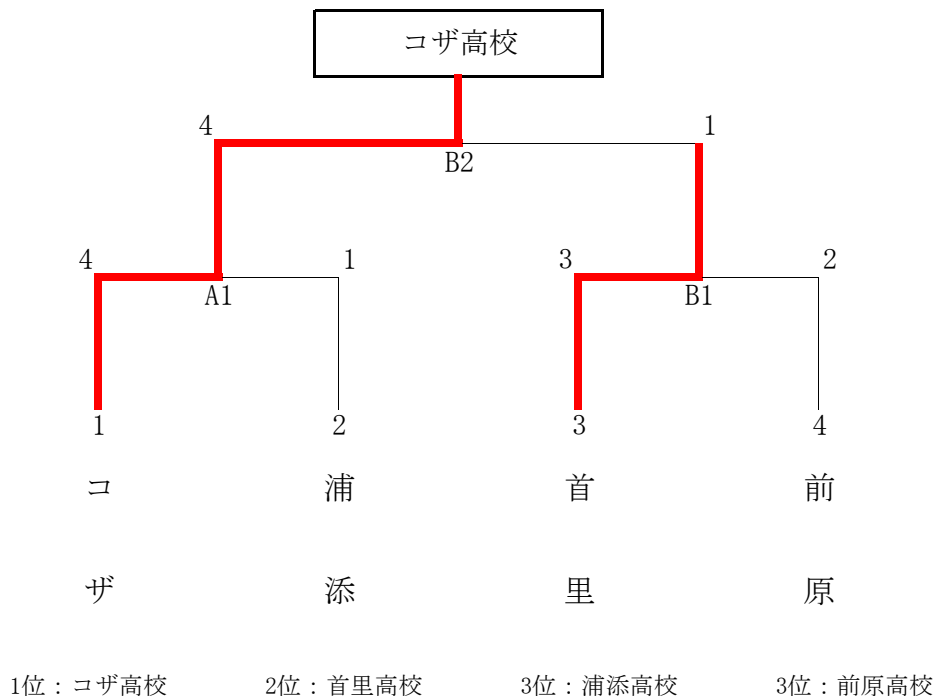 コザ高校
4 1
B2
4 1 3 2
A1 B1
1 2 3 4
コ 浦 首 前
ザ 添 里 原
1位：コザ高校 2位：首里高校 3位：浦添高校 3位：前原高校